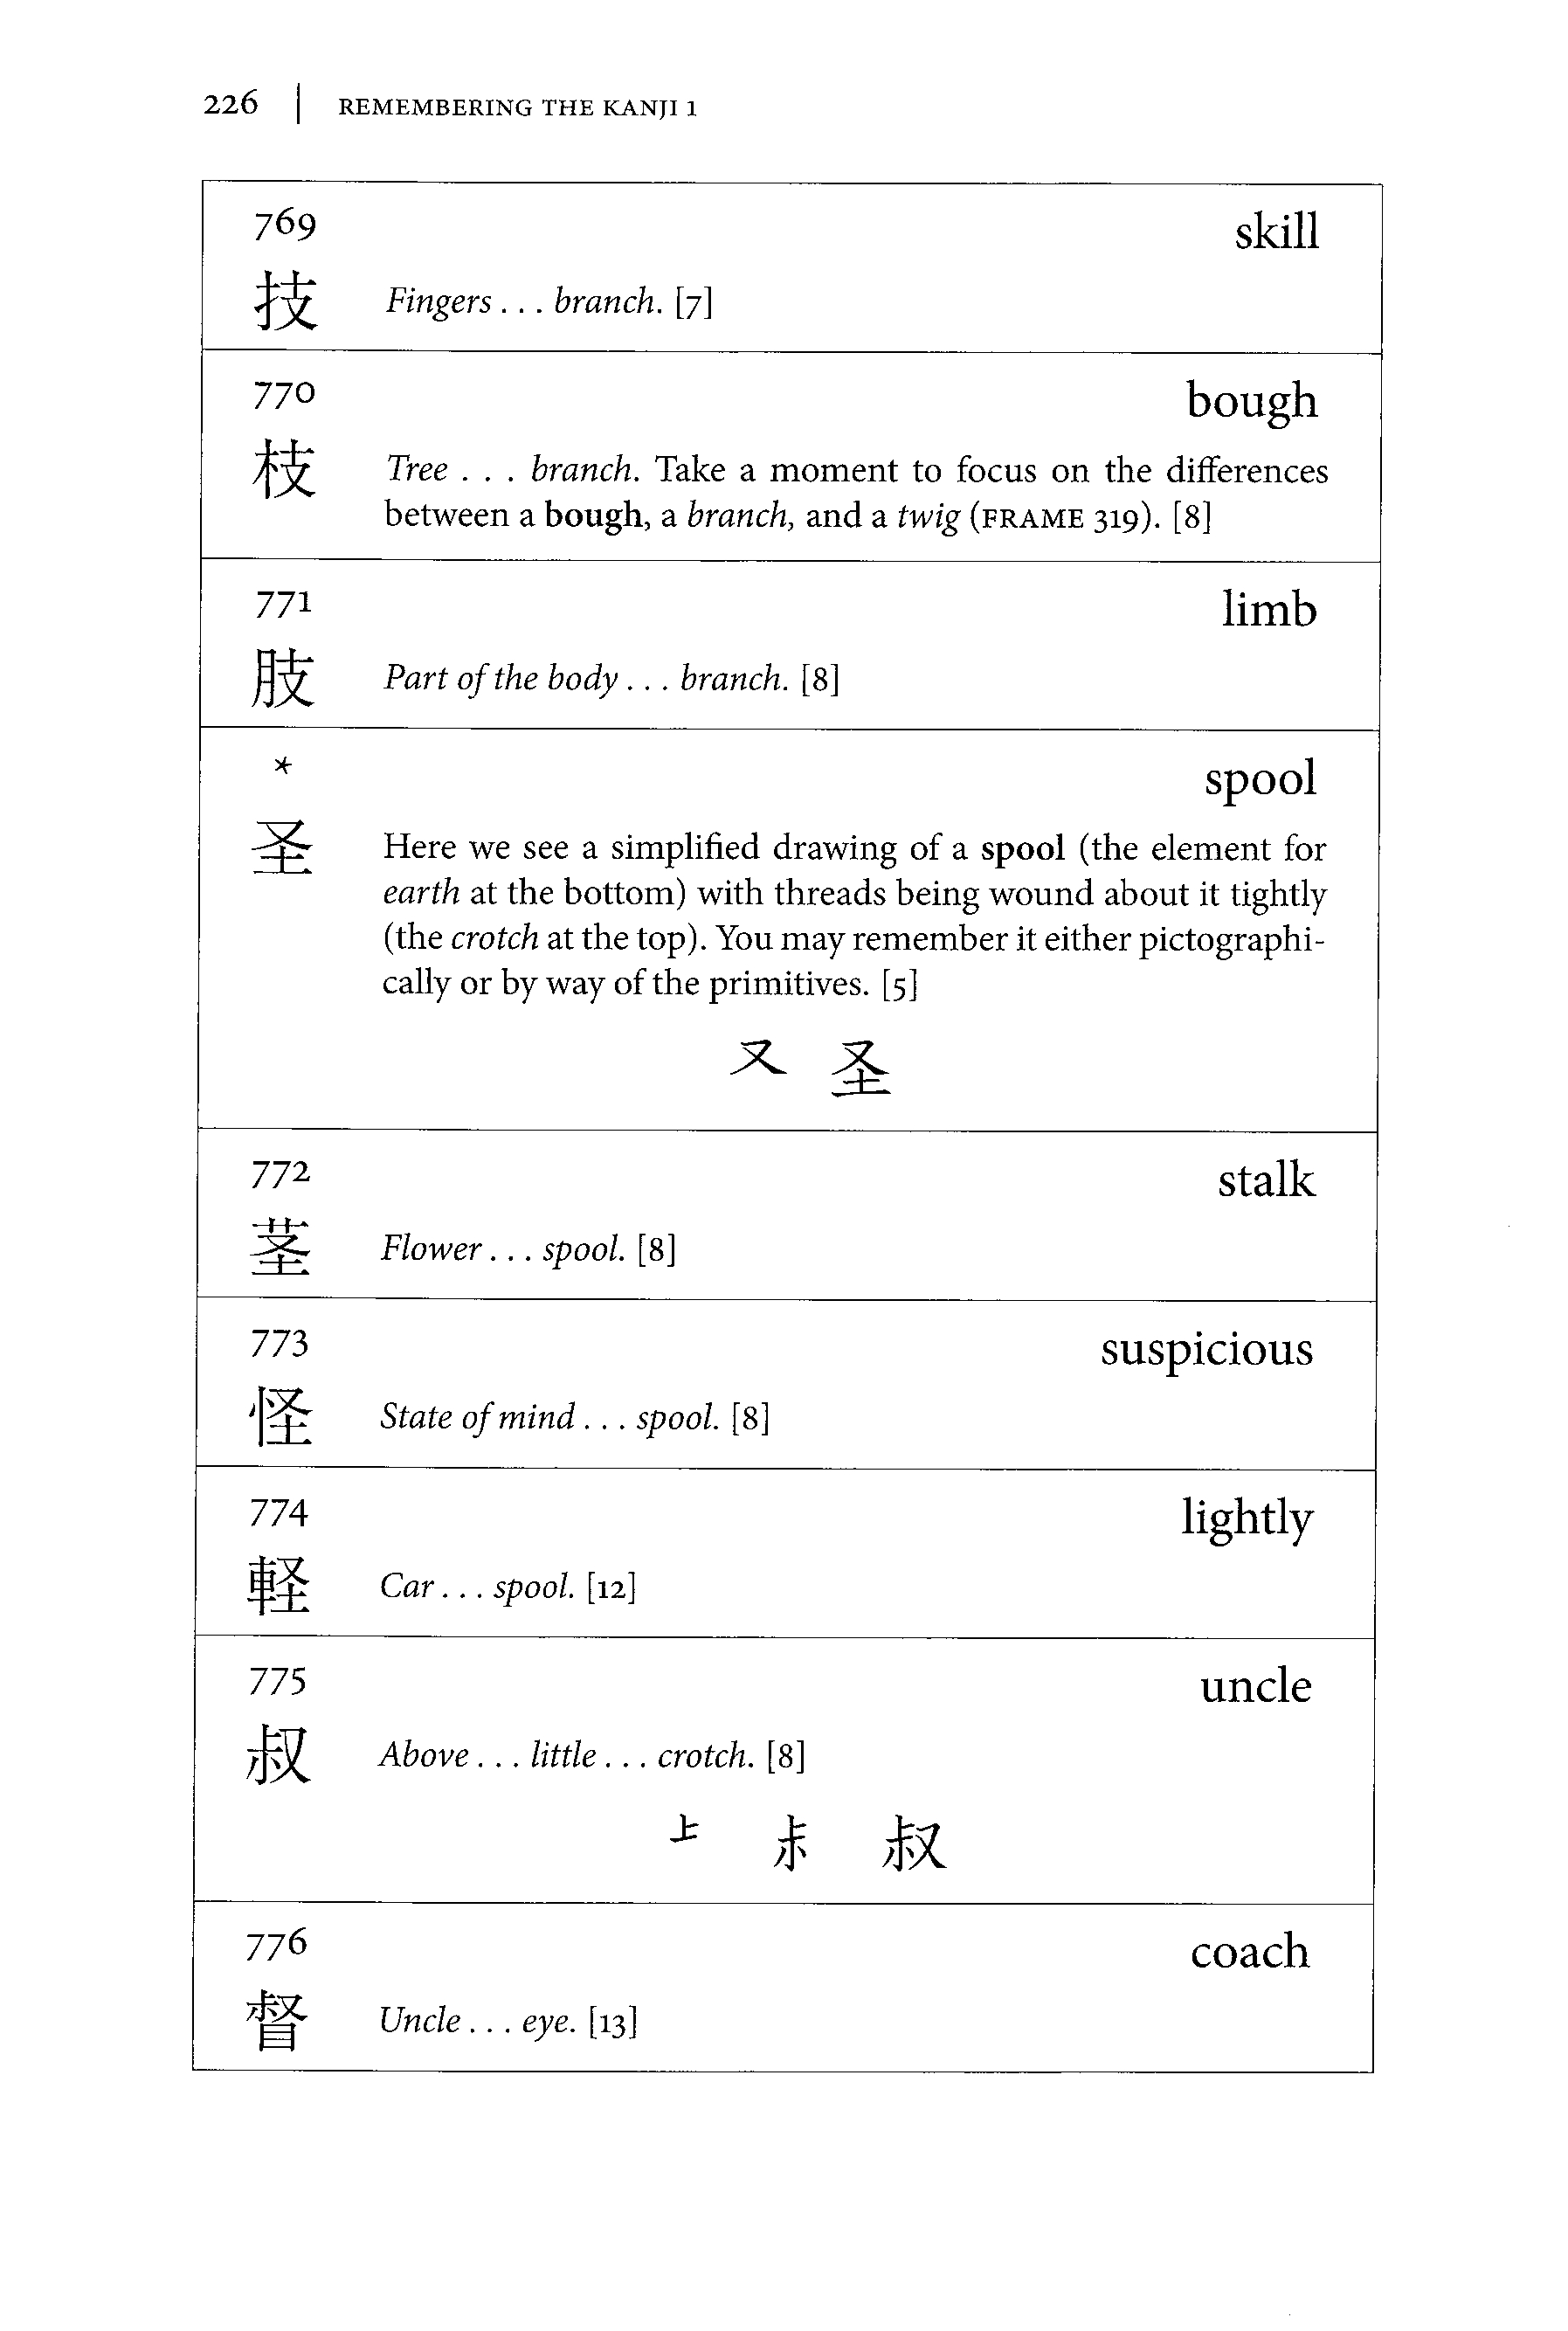 226 | REMEMBERING THE KANJI 1
769 skill
技 Fingers . . . branch. [7]
770 bough
枝 Tree . . . branch. Take a moment to focus on the differences
between a bough, a branch, and a twig (FRAME 319). [8]
771 limb
肢 Part of the body . . . branch. [8]
* spool
圣 Here we see a simplified drawing of a spool (the element for
earth at the bottom) with threads being wound about it tightly
(the crotch at the top). You may remember it either pictographi-
cally or by way of the primitives. [5]
又 圣
772 stalk
茎 Flower . . . spool. [8]
773 suspicious
怪 State of mind . . . spool. [8]
774 lightly
軽 Car . . . spool. [12]
775 uncle
叔 Above . . . little . . . crotch. [8]
上 尗 叔
776 coach
督 Uncle . . . eye. [13]